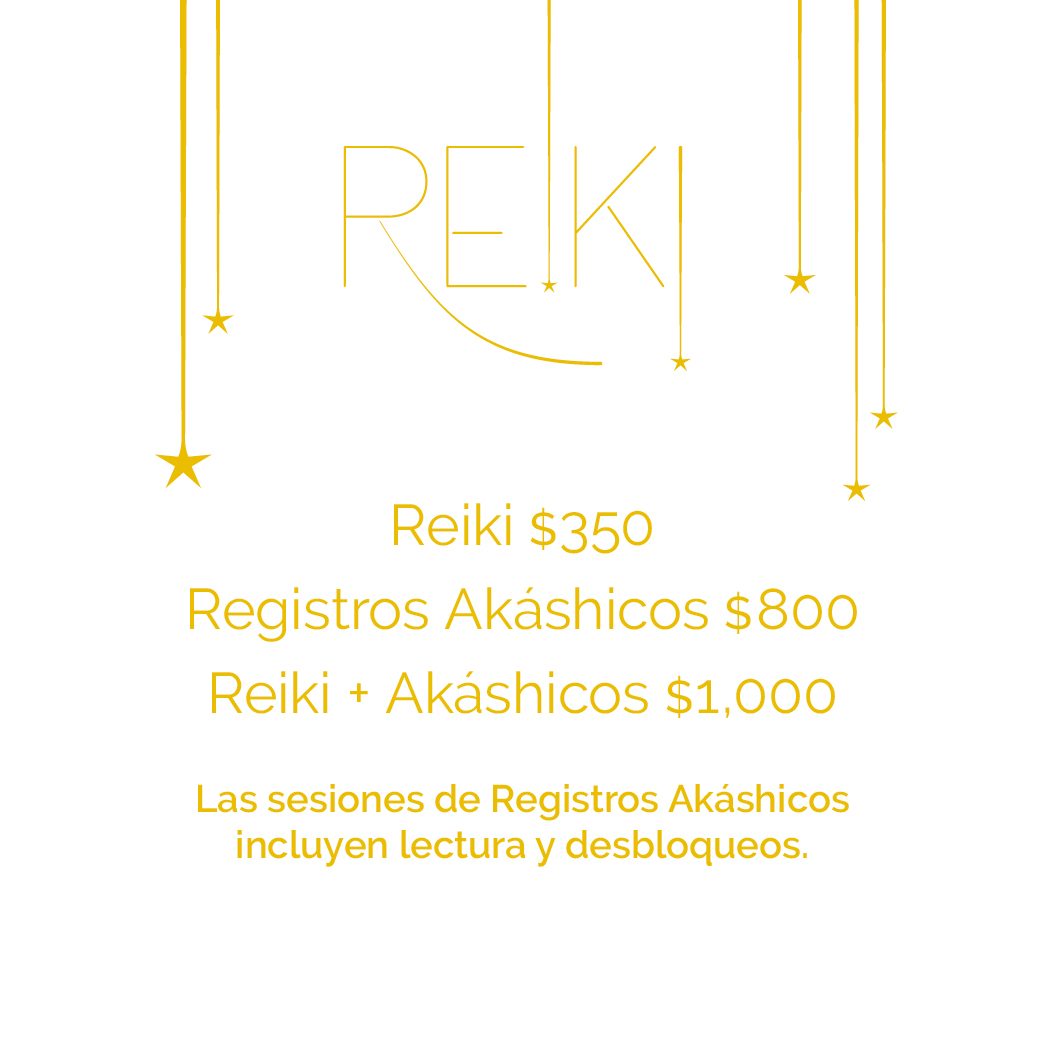 REIKI
Reiki $350
Registros Akáshicos $800
Reiki + Akáshicos $1,000
Las sesiones de Registros Akáshicos
incluyen lectura y desbloqueos.